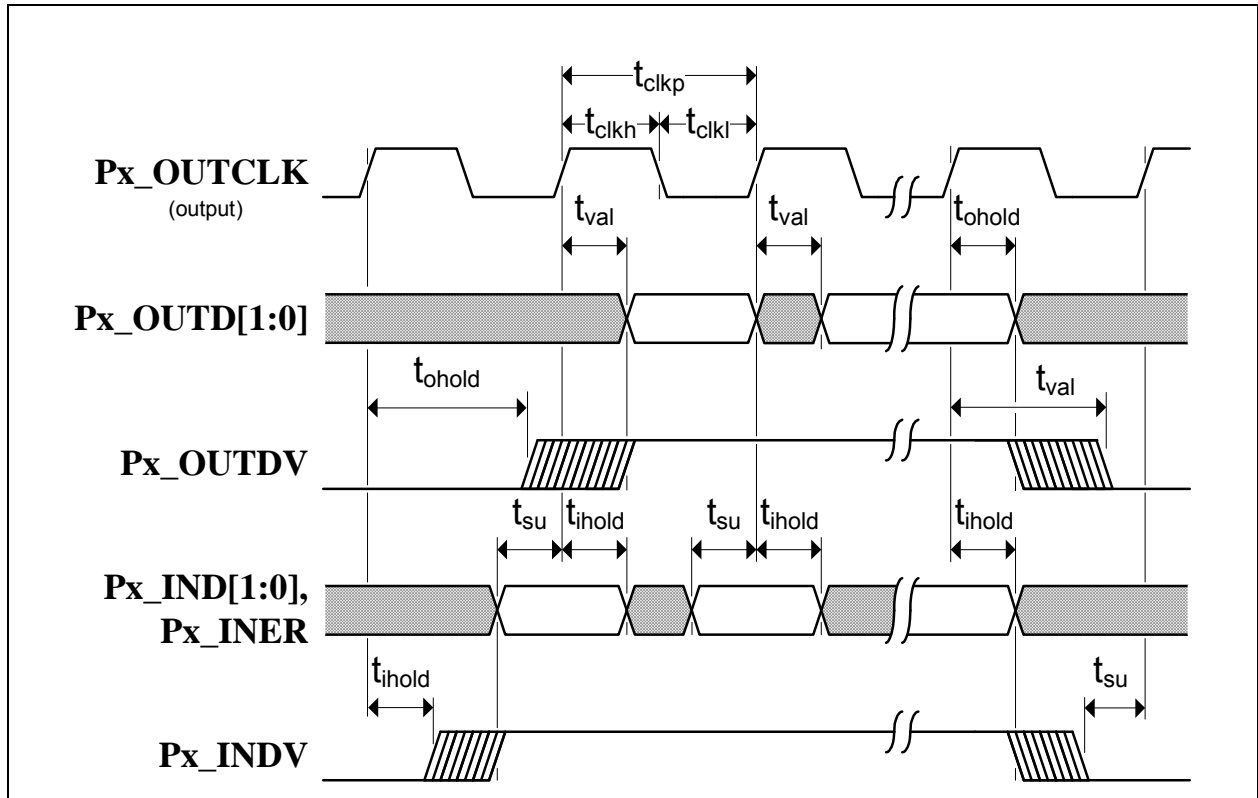 tclkp
tclkh tclkl
Px_OUTCLK
(output)
tval tval tohold
Px_OUTD[1:0]
tohold tval
Px_OUTDV
tsu tihold tsu tihold tihold
Px_IND[1:0],
Px_INER
tihold tsu
Px_INDV